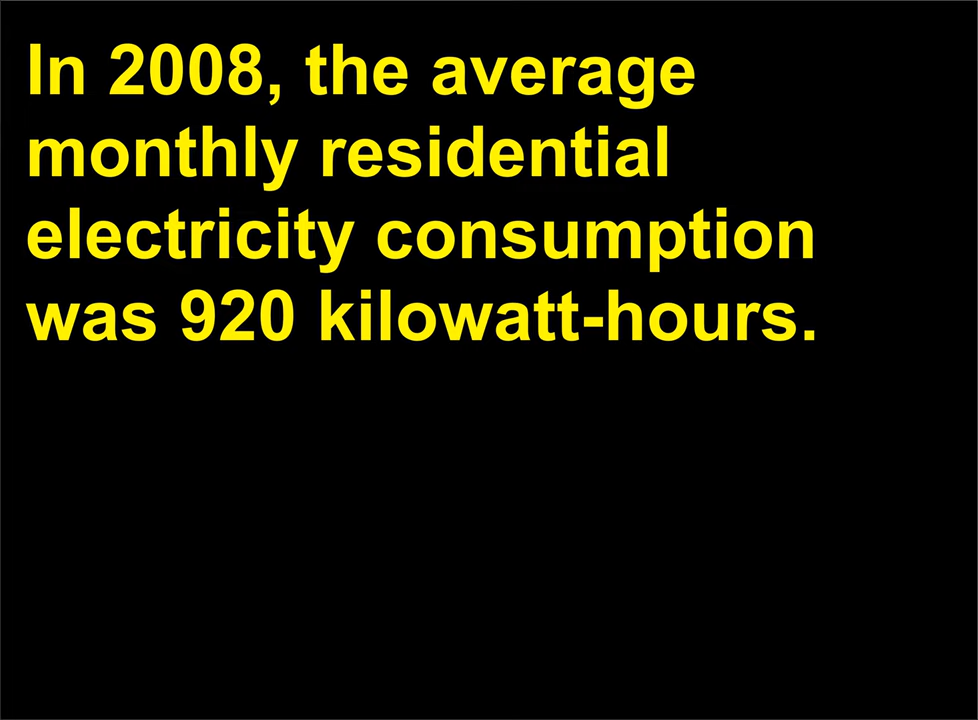 In 2008, the average
monthly residential
electricity consumption
was 920 kilowatt-hours.